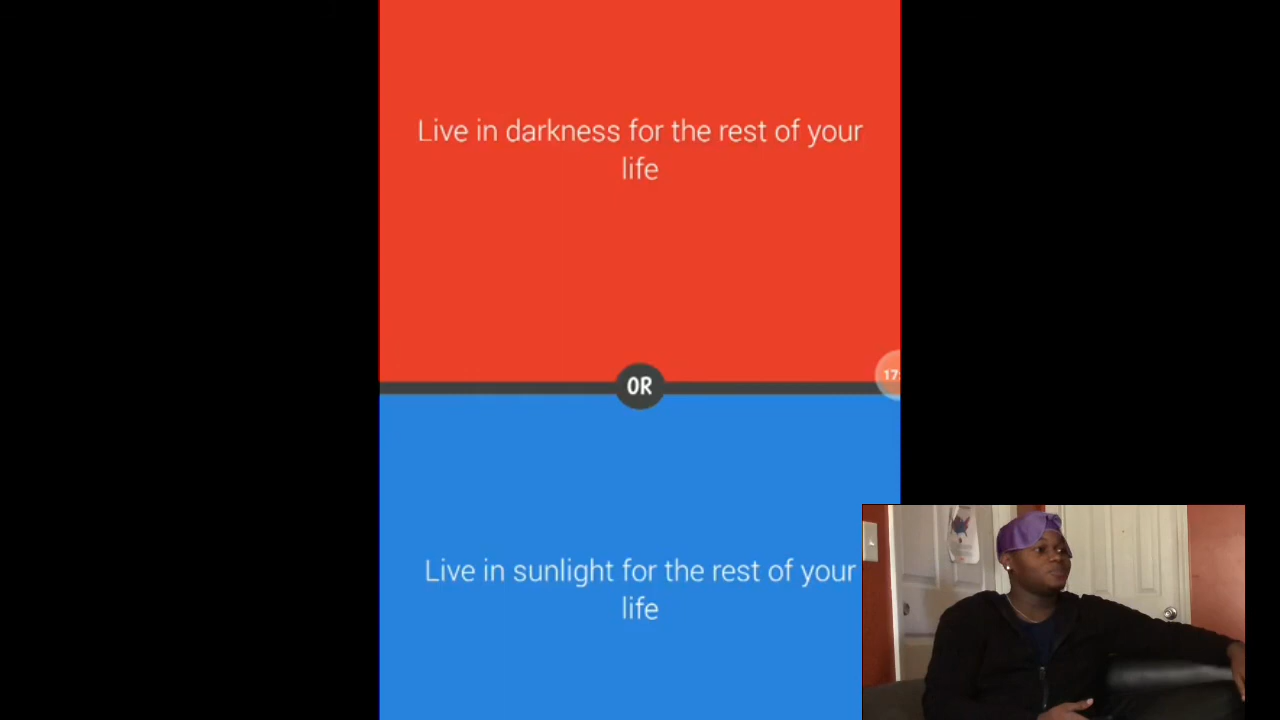 Live in darkness for the rest of your
life
17:
OR
Live in sunlight for the rest of your
life